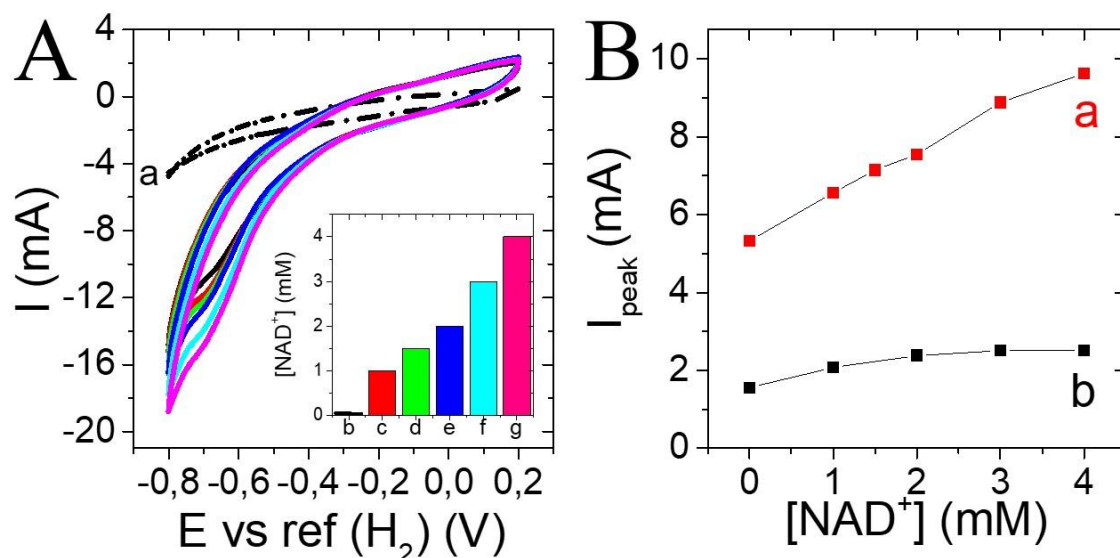 A
4
0
-4
-8
-12
-16
-20
I (mA)
a
-0,8 -0,6 -0,4 -0,2 0,0 0,2
E vs ref (H₂) (V)
[NAD⁺] (mM)
4
3
2
1
0
b c d e f g
B
10
8
6
4
2
0
I_peak (mA)
a
b
0 1 2 3 4
[NAD⁺] (mM)